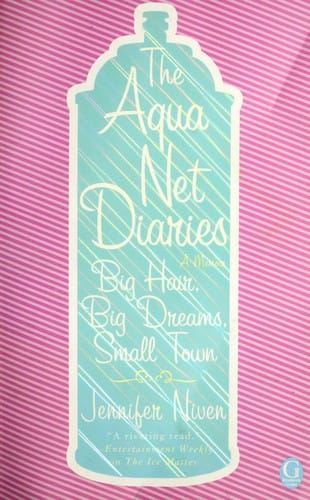 The
Aqua
Net
Diaries
A Memoir
Big Hair,
Big Dreams,
Small Town
Jennifer Niven
"A riveting read."
Entertainment Weekly
on The Ice Master
G